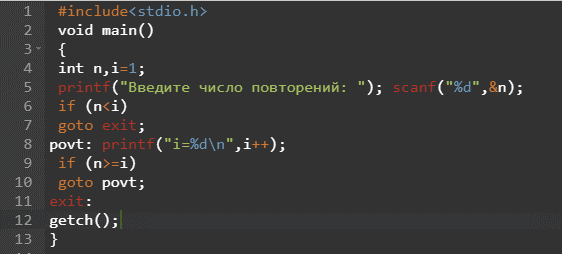 1 #include<stdio.h>
2 void main()
3 {
4 int n,i=1;
5 printf("Введите число повторений: "); scanf("%d",&n);
6 if (n<i)
7 goto exit;
8 povt: printf("i=%d\n",i++);
9 if (n>=i)
10 goto povt;
11 exit:
12 getch();
13 }